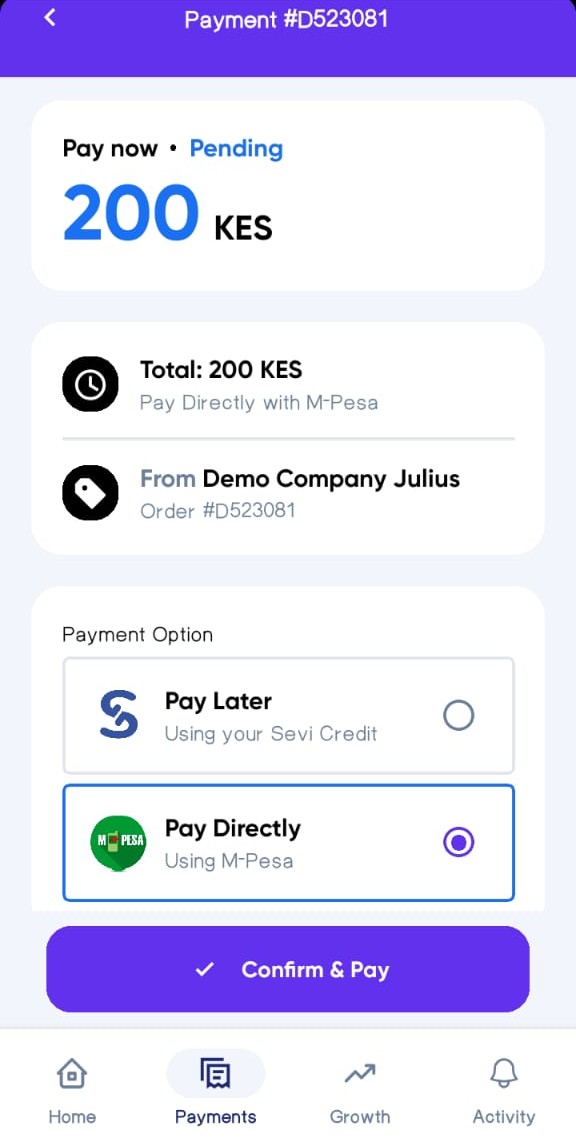 Payment #D523081
Pay now • Pending
200 KES
Total: 200 KES
Pay Directly with M-Pesa
From Demo Company Julius
Order #D523081
Payment Option
Pay Later
Using your Sevi Credit
M PESA
Pay Directly
Using M-Pesa
Confirm & Pay
Home
Payments
Growth
Activity